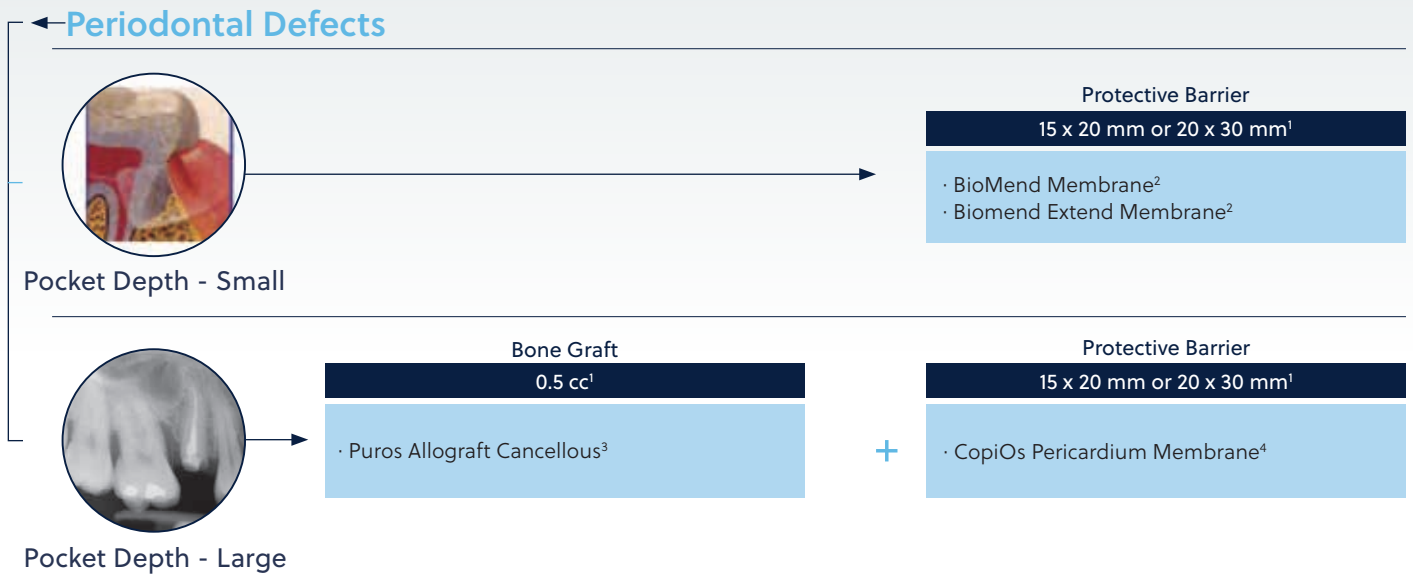 Periodontal Defects
Protective Barrier
15 x 20 mm or 20 x 30 mm¹
· BioMend Membrane²
· Biomend Extend Membrane²
Pocket Depth - Small
Bone Graft
0.5 cc¹
· Puros Allograft Cancellous³
+
Protective Barrier
15 x 20 mm or 20 x 30 mm¹
· CopiOs Pericardium Membrane⁴
Pocket Depth - Large